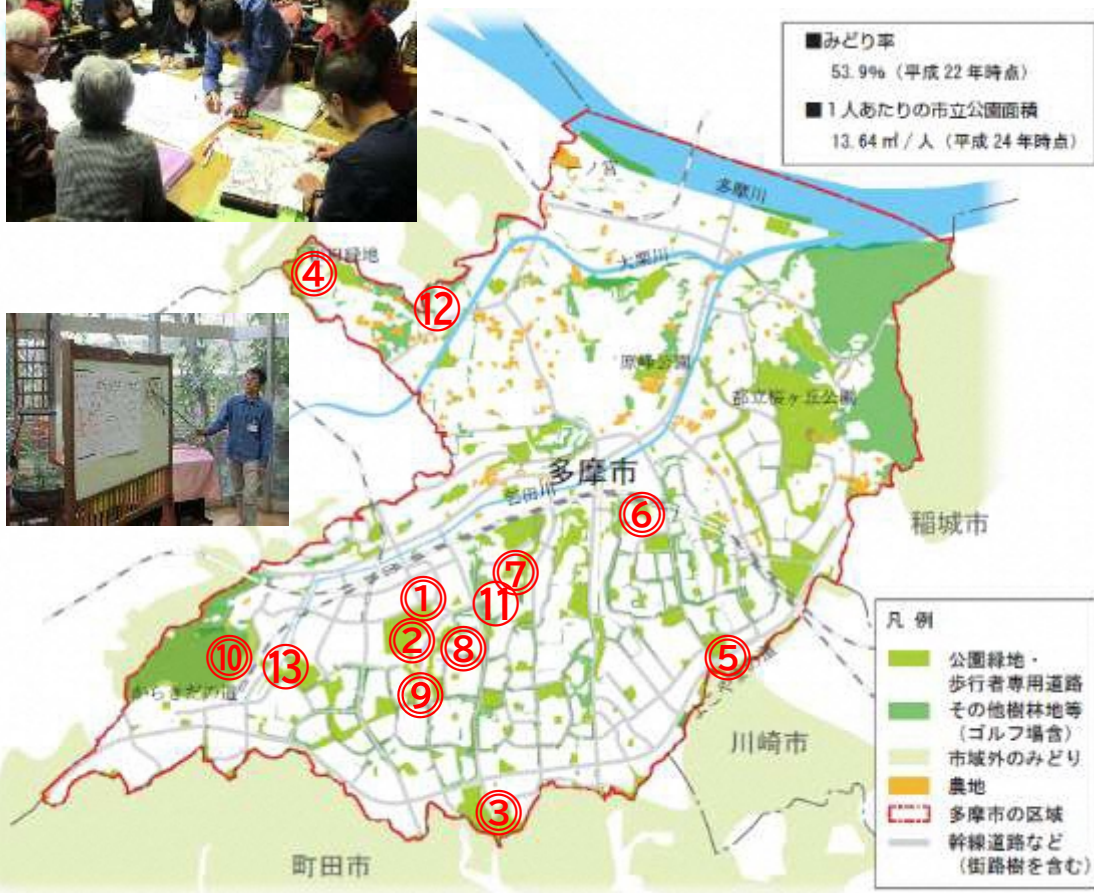 ■みどり率
53.9%（平成22年時点）
■1人あたりの市立公園面積
13.64㎡/人（平成24年時点）
一ノ宮
多摩川
大栗川
④
⑫
原峰公園
都立桜ヶ丘公園
多摩市
乞田川
稲城市
⑥
⑦
①
⑪
②
⑧
⑤
⑩
⑬
からきだの道
⑨
川崎市
③
町田市
凡 例
公園緑地・
歩行者専用道路
その他樹林地等
（ゴルフ場含）
市域外のみどり
農地
多摩市の区域
幹線道路など
（街路樹を含む）